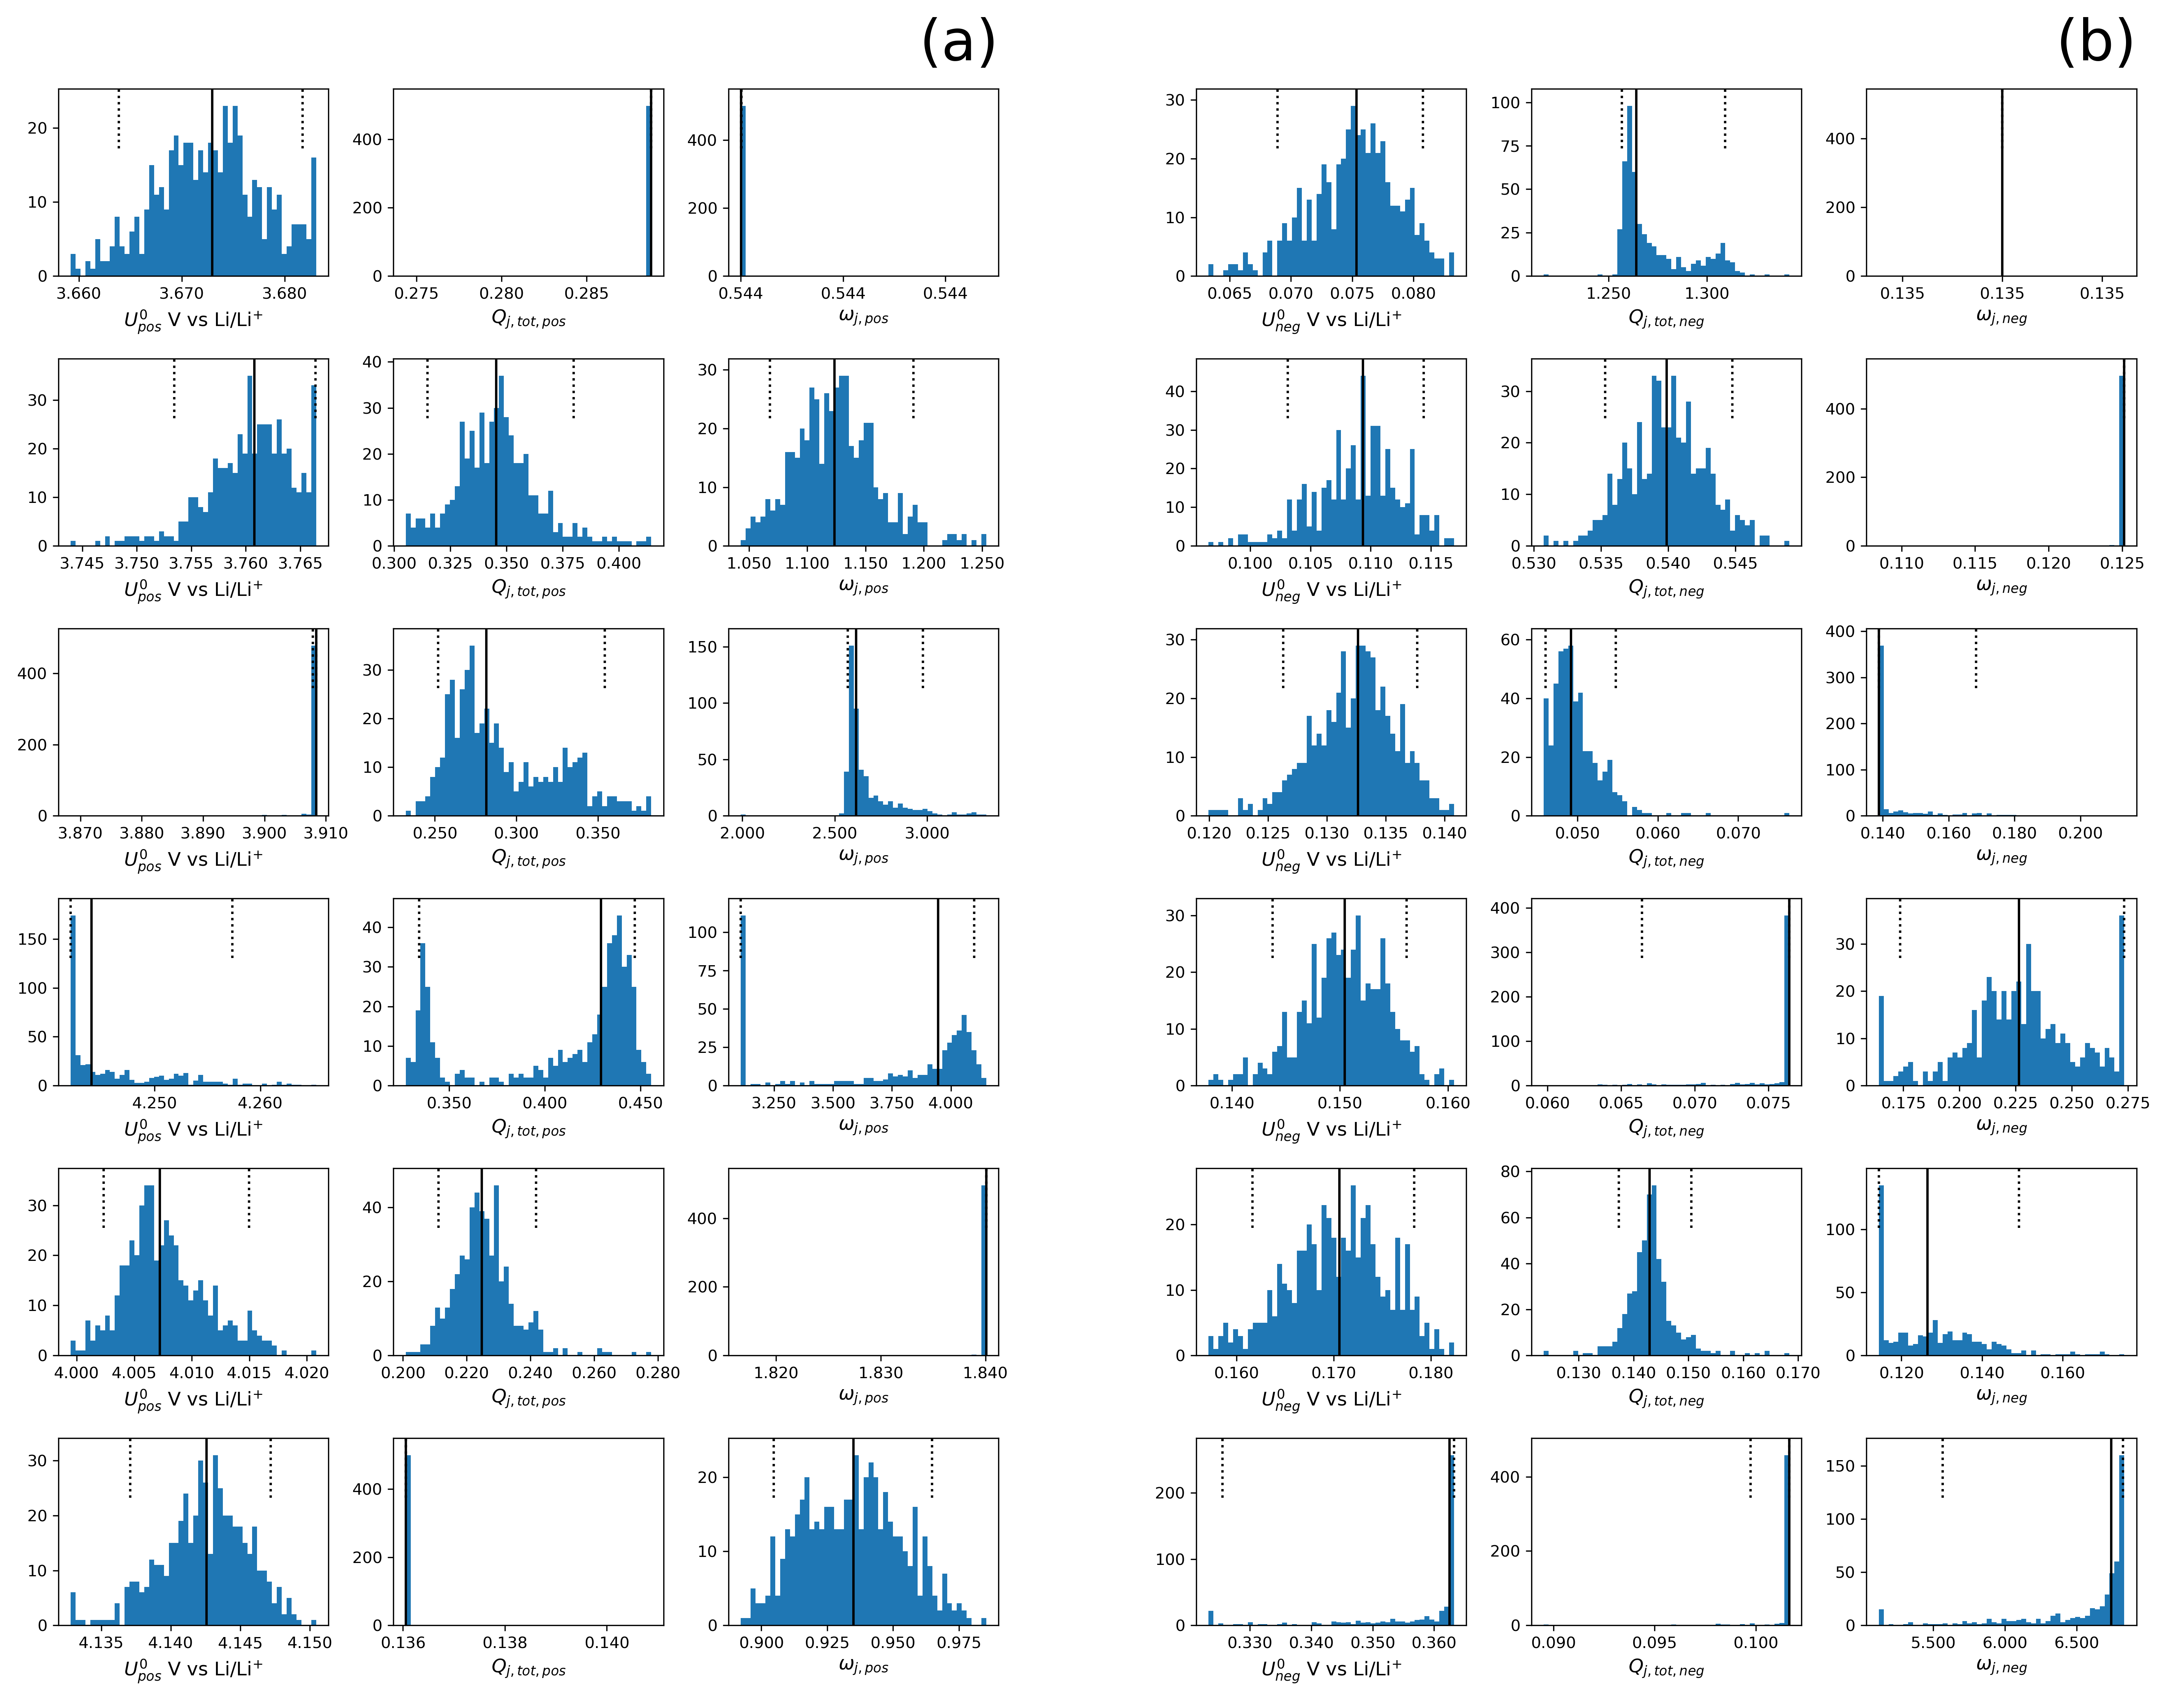 (a) (b)
20 10 0 3.660 3.670 3.680 400 200 0 0.275 0.280 0.285 400 200 0 0.544 0.544 0.544 30 20 10 0 0.065 0.070 0.075 0.080 100 75 50 25 0 1.250 1.300 400 200 0 0.135 0.135 0.135
U⁰pos V vs Li/Li⁺ Qj,tot,pos ωj,pos U⁰neg V vs Li/Li⁺ Qj,tot,neg ωj,neg
30 20 10 0 3.745 3.750 3.755 3.760 3.765 40 30 20 10 0 0.300 0.325 0.350 0.375 0.400 30 20 10 0 1.050 1.100 1.150 1.200 1.250 40 30 20 10 0 0.100 0.105 0.110 0.115 30 20 10 0 0.530 0.535 0.540 0.545 400 200 0 0.110 0.115 0.120 0.125
U⁰pos V vs Li/Li⁺ Qj,tot,pos ωj,pos U⁰neg V vs Li/Li⁺ Qj,tot,neg ωj,neg
400 200 0 3.870 3.880 3.890 3.900 3.910 30 20 10 0 0.250 0.300 0.350 150 100 50 0 2.000 2.500 3.000 30 20 10 0 0.120 0.125 0.130 0.135 0.140 60 40 20 0 0.050 0.060 0.070 400 300 200 100 0 0.140 0.160 0.180 0.200
U⁰pos V vs Li/Li⁺ Qj,tot,pos ωj,pos U⁰neg V vs Li/Li⁺ Qj,tot,neg ωj,neg
150 100 50 0 4.250 4.260 40 30 20 10 0 0.350 0.400 0.450 100 75 50 25 0 3.250 3.500 3.750 4.000 30 20 10 0 0.140 0.150 0.160 400 300 200 100 0 0.060 0.065 0.070 0.075 30 20 10 0 0.175 0.200 0.225 0.250 0.275
U⁰pos V vs Li/Li⁺ Qj,tot,pos ωj,pos U⁰neg V vs Li/Li⁺ Qj,tot,neg ωj,neg
30 20 10 0 4.000 4.005 4.010 4.015 4.020 40 20 0 0.200 0.220 0.240 0.260 0.280 400 200 0 1.820 1.830 1.840 20 10 0 0.160 0.170 0.180 80 60 40 20 0 0.130 0.140 0.150 0.160 0.170 100 50 0 0.120 0.140 0.160
U⁰pos V vs Li/Li⁺ Qj,tot,pos ωj,pos U⁰neg V vs Li/Li⁺ Qj,tot,neg ωj,neg
30 20 10 0 4.135 4.140 4.145 4.150 400 200 0 0.136 0.138 0.140 20 10 0 0.900 0.925 0.950 0.975 200 100 0 0.330 0.340 0.350 0.360 400 200 0 0.090 0.095 0.100 150 100 50 0 5.500 6.000 6.500
U⁰pos V vs Li/Li⁺ Qj,tot,pos ωj,pos U⁰neg V vs Li/Li⁺ Qj,tot,neg ωj,neg